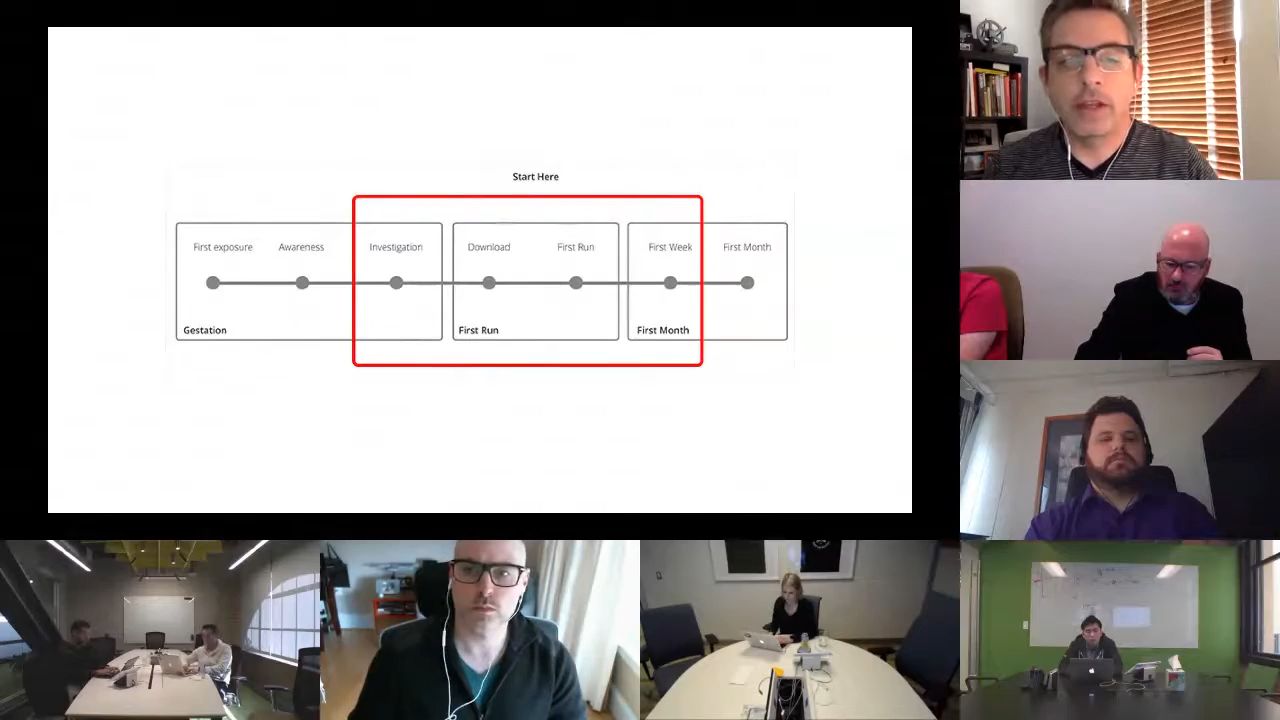 Start Here
First exposure Awareness Investigation Download First Run First Week First Month
Gestation First Run First Month